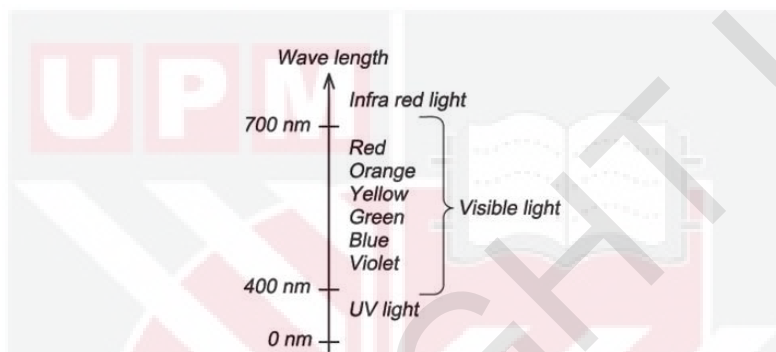 UPM
Wave length
Infra red light
700 nm
Red
Orange
Yellow
Green
Visible light
Blue
Violet
400 nm
UV light
0 nm